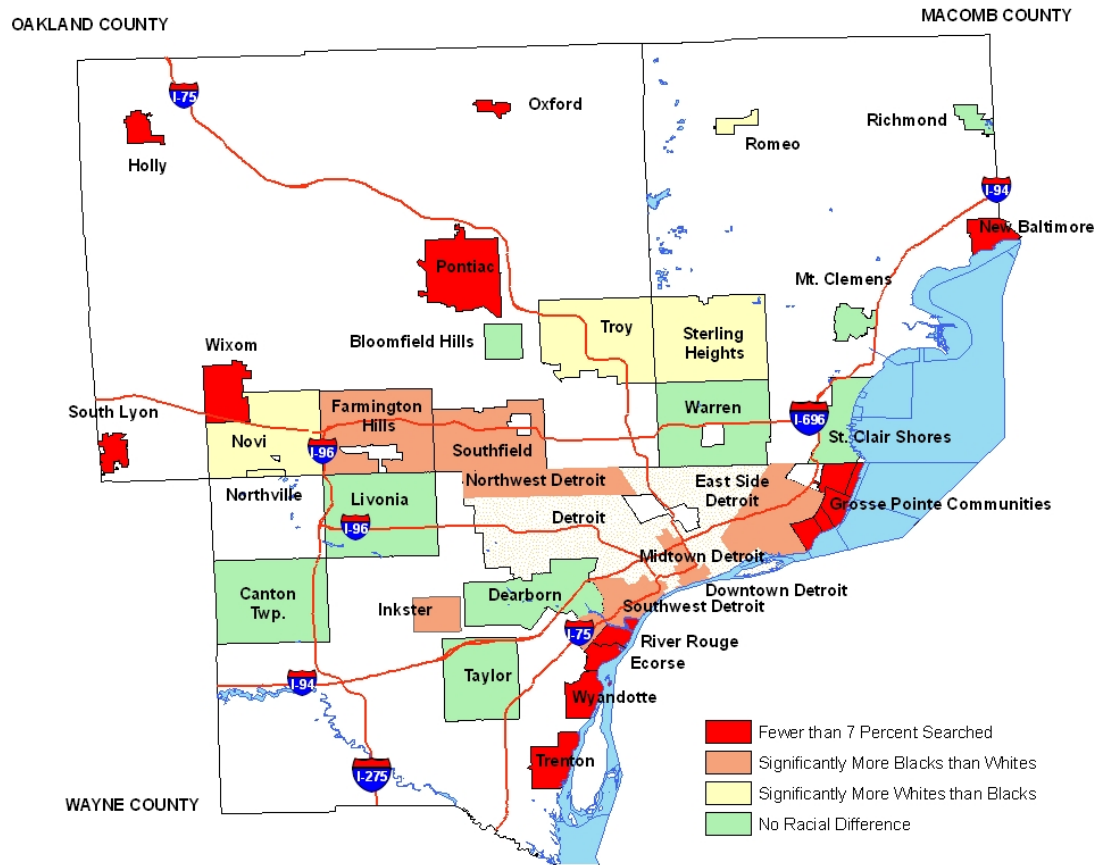 OAKLAND COUNTY
MACOMB COUNTY
I-75
Oxford
Holly
Romeo
Richmond
I-94
New Baltimore
Pontiac
Mt. Clemens
Bloomfield Hills
Troy
Sterling
Heights
Wixom
South Lyon
Farmington
Hills
Warren
I-696
St. Clair Shores
Novi
I-96
Southfield
Northwest Detroit
East Side
Detroit
Northville
Livonia
Grosse Pointe Communities
Detroit
I-96
Midtown Detroit
Canton
Twp.
Inkster
Dearborn
Downtown Detroit
Southwest Detroit
I-75
River Rouge
Ecorse
Taylor
I-94
Wyandotte
Trenton
I-275
WAYNE COUNTY
Fewer than 7 Percent Searched
Significantly More Blacks than Whites
Significantly More Whites than Blacks
No Racial Difference